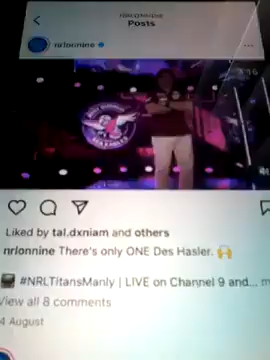 Posts
nrlonnine
Liked by tal.dxniam and others
nrlonnine There's only ONE Des Hasler.
#NRLTitansManly | LIVE on Channel 9 and... m
View all 8 comments
4 August